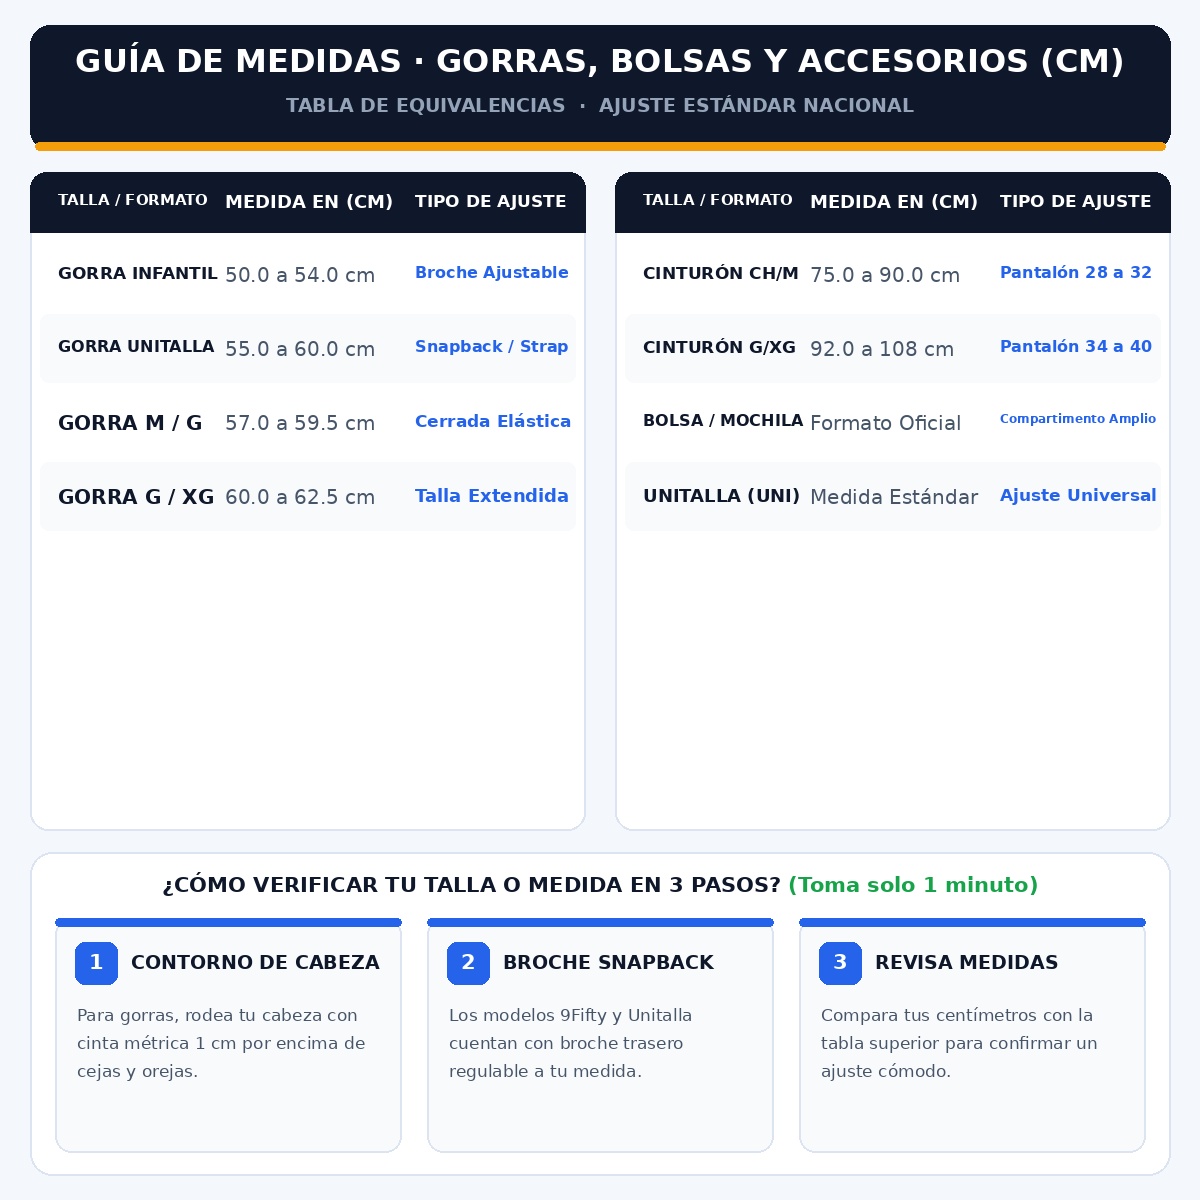 GUÍA DE MEDIDAS · GORRAS, BOLSAS Y ACCESORIOS (CM)
TABLA DE EQUIVALENCIAS · AJUSTE ESTÁNDAR NACIONAL
TALLA / FORMATO MEDIDA EN (CM) TIPO DE AJUSTE
GORRA INFANTIL 50.0 a 54.0 cm Broche Ajustable
GORRA UNITALLA 55.0 a 60.0 cm Snapback / Strap
GORRA M / G 57.0 a 59.5 cm Cerrada Elástica
GORRA G / XG 60.0 a 62.5 cm Talla Extendida
TALLA / FORMATO MEDIDA EN (CM) TIPO DE AJUSTE
CINTURÓN CH/M 75.0 a 90.0 cm Pantalón 28 a 32
CINTURÓN G/XG 92.0 a 108 cm Pantalón 34 a 40
BOLSA / MOCHILA Formato Oficial Compartimento Amplio
UNITALLA (UNI) Medida Estándar Ajuste Universal
¿CÓMO VERIFICAR TU TALLA O MEDIDA EN 3 PASOS? (Toma solo 1 minuto)
1 CONTORNO DE CABEZA
Para gorras, rodea tu cabeza con
cinta métrica 1 cm por encima de
cejas y orejas.
2 BROCHE SNAPBACK
Los modelos 9Fifty y Unitalla
cuentan con broche trasero
regulable a tu medida.
3 REVISA MEDIDAS
Compara tus centímetros con la
tabla superior para confirmar un
ajuste cómodo.